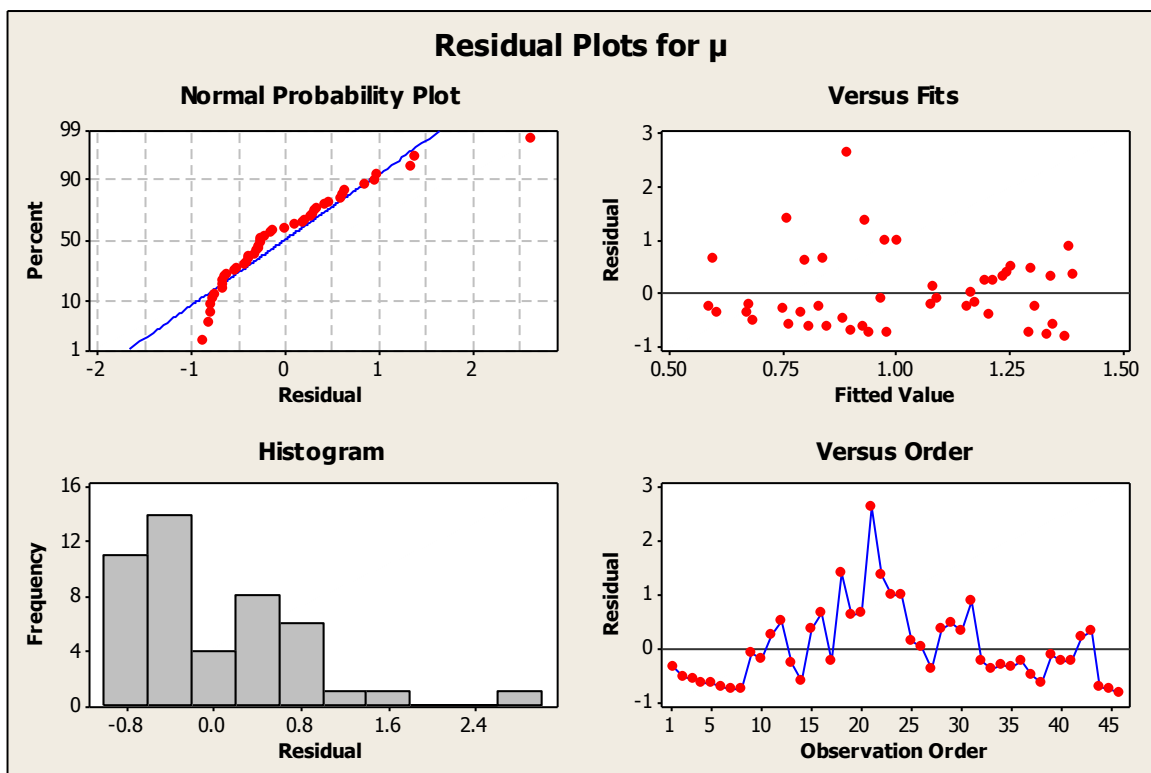 Residual Plots for µ
Normal Probability Plot
Percent
99
90
50
10
1
-2 -1 0 1 2
Residual
Versus Fits
Residual
3
2
1
0
-1
0.50 0.75 1.00 1.25 1.50
Fitted Value
Histogram
Frequency
16
12
8
4
0
-0.8 0.0 0.8 1.6 2.4
Residual
Versus Order
Residual
3
2
1
0
-1
1 5 10 15 20 25 30 35 40 45
Observation Order